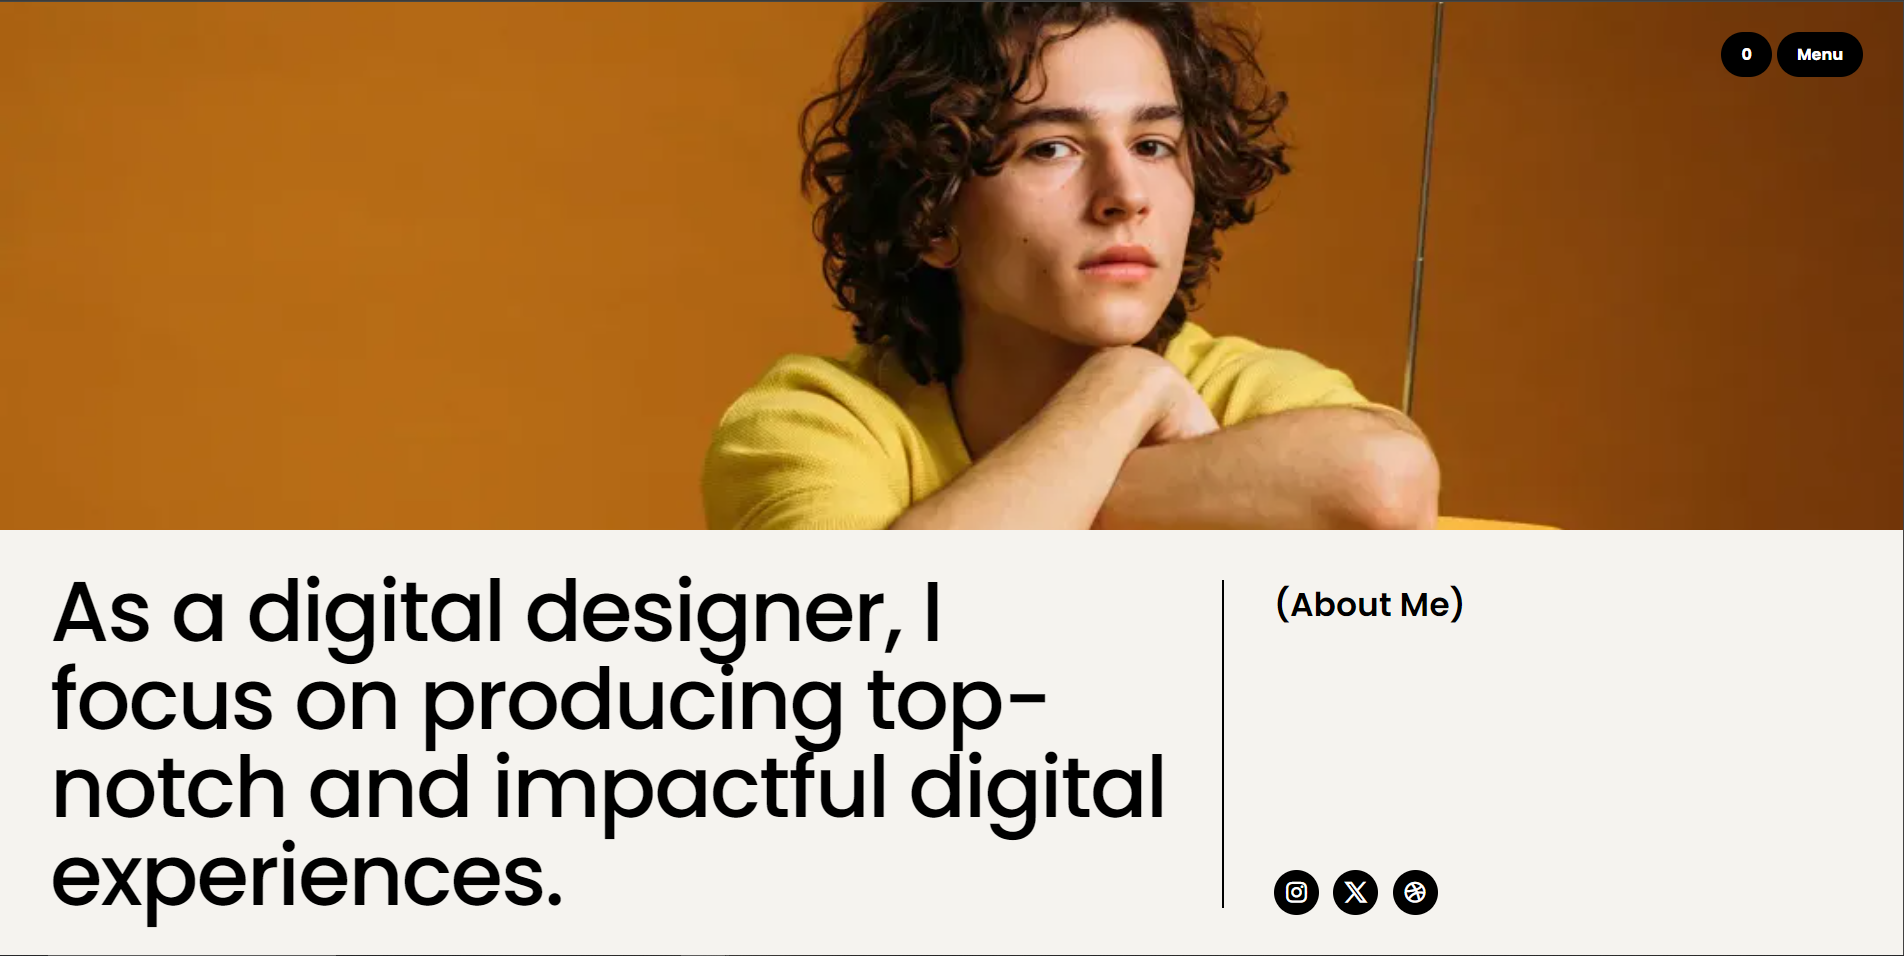 0
Menu
As a digital designer, I
focus on producing top-
notch and impactful digital
experiences.
(About Me)